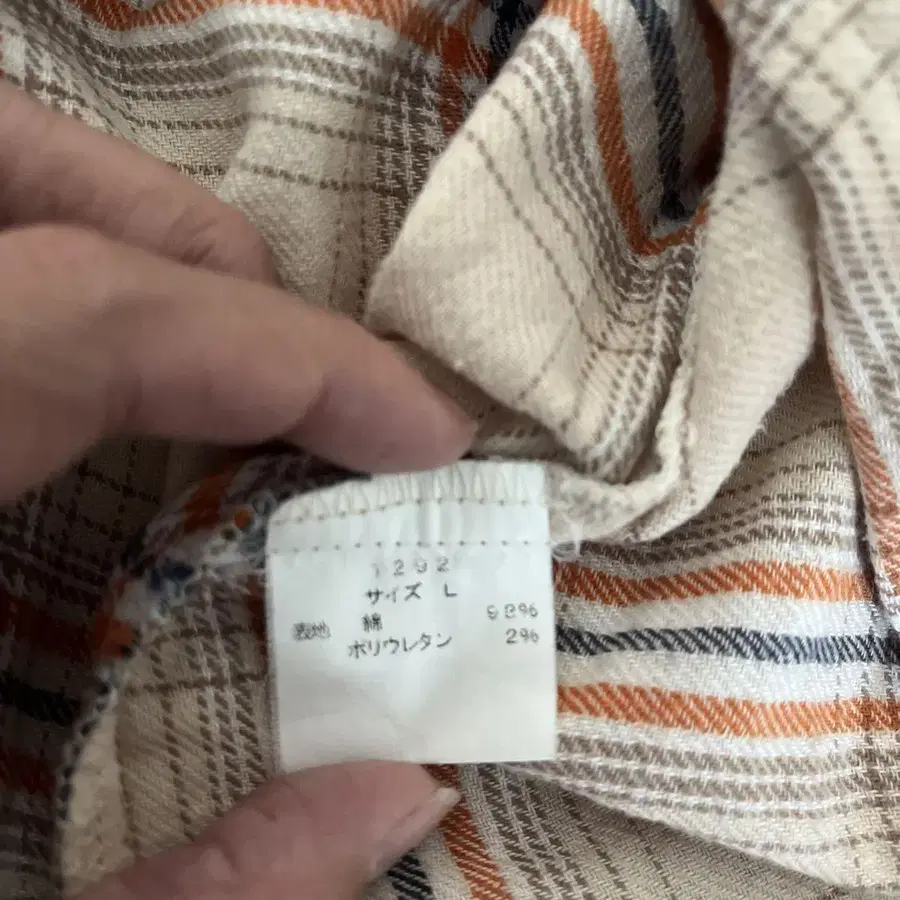 1292
サイズ L
表地 綿 98%
ポリウレタン 2%